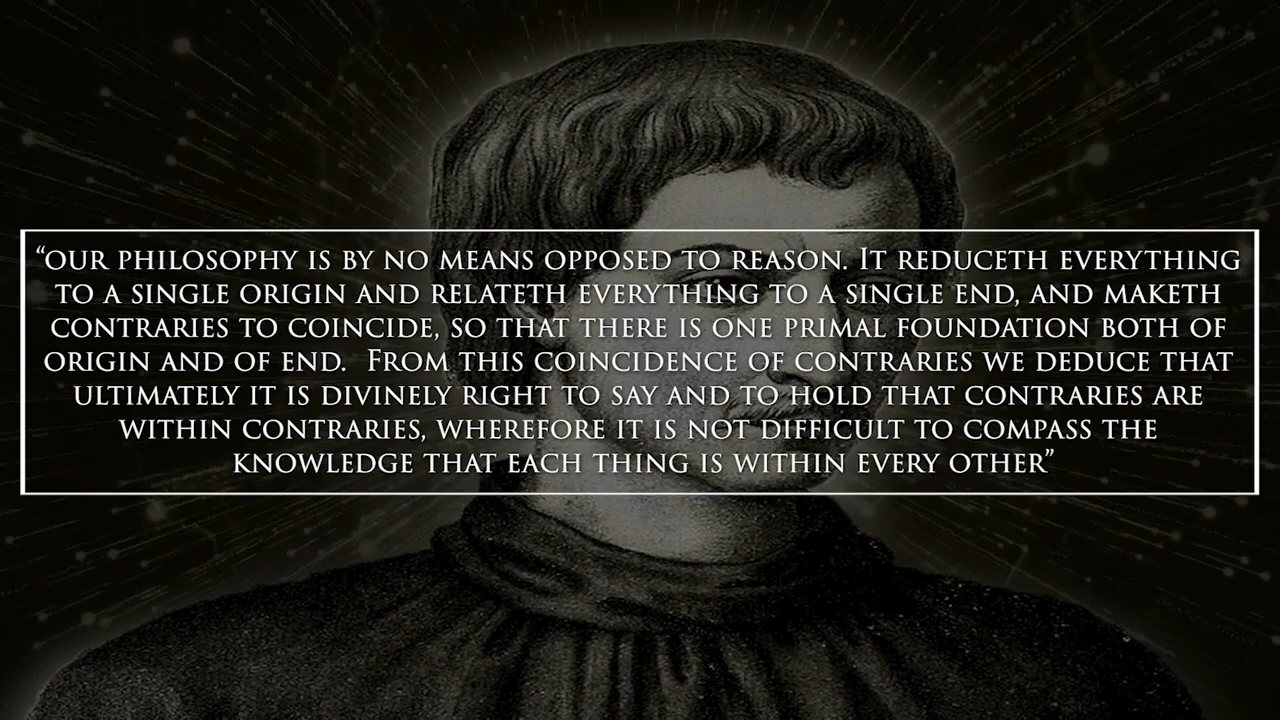 “OUR PHILOSOPHY IS BY NO MEANS OPPOSED TO REASON. IT REDUCETH EVERYTHING
TO A SINGLE ORIGIN AND RELATETH EVERYTHING TO A SINGLE END, AND MAKETH
CONTRARIES TO COINCIDE, SO THAT THERE IS ONE PRIMAL FOUNDATION BOTH OF
ORIGIN AND OF END. FROM THIS COINCIDENCE OF CONTRARIES WE DEDUCE THAT
ULTIMATELY IT IS DIVINELY RIGHT TO SAY AND TO HOLD THAT CONTRARIES ARE
WITHIN CONTRARIES, WHEREFORE IT IS NOT DIFFICULT TO COMPASS THE
KNOWLEDGE THAT EACH THING IS WITHIN EVERY OTHER”